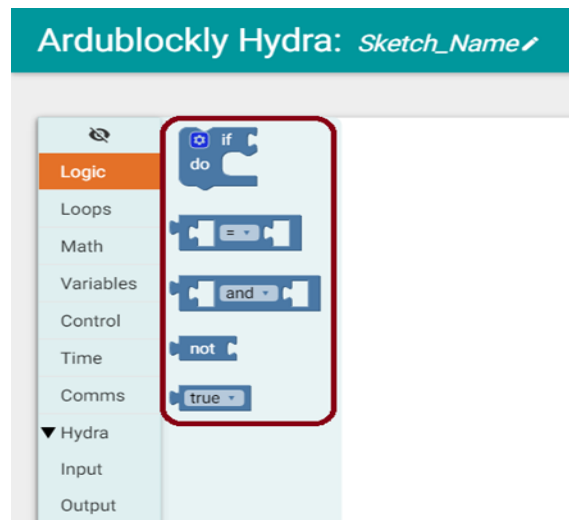 Ardublockly Hydra: Sketch_Name
Logic
Loops
Math
Variables
Control
Time
Comms
Hydra
Input
Output
if
do
=
and
not
true